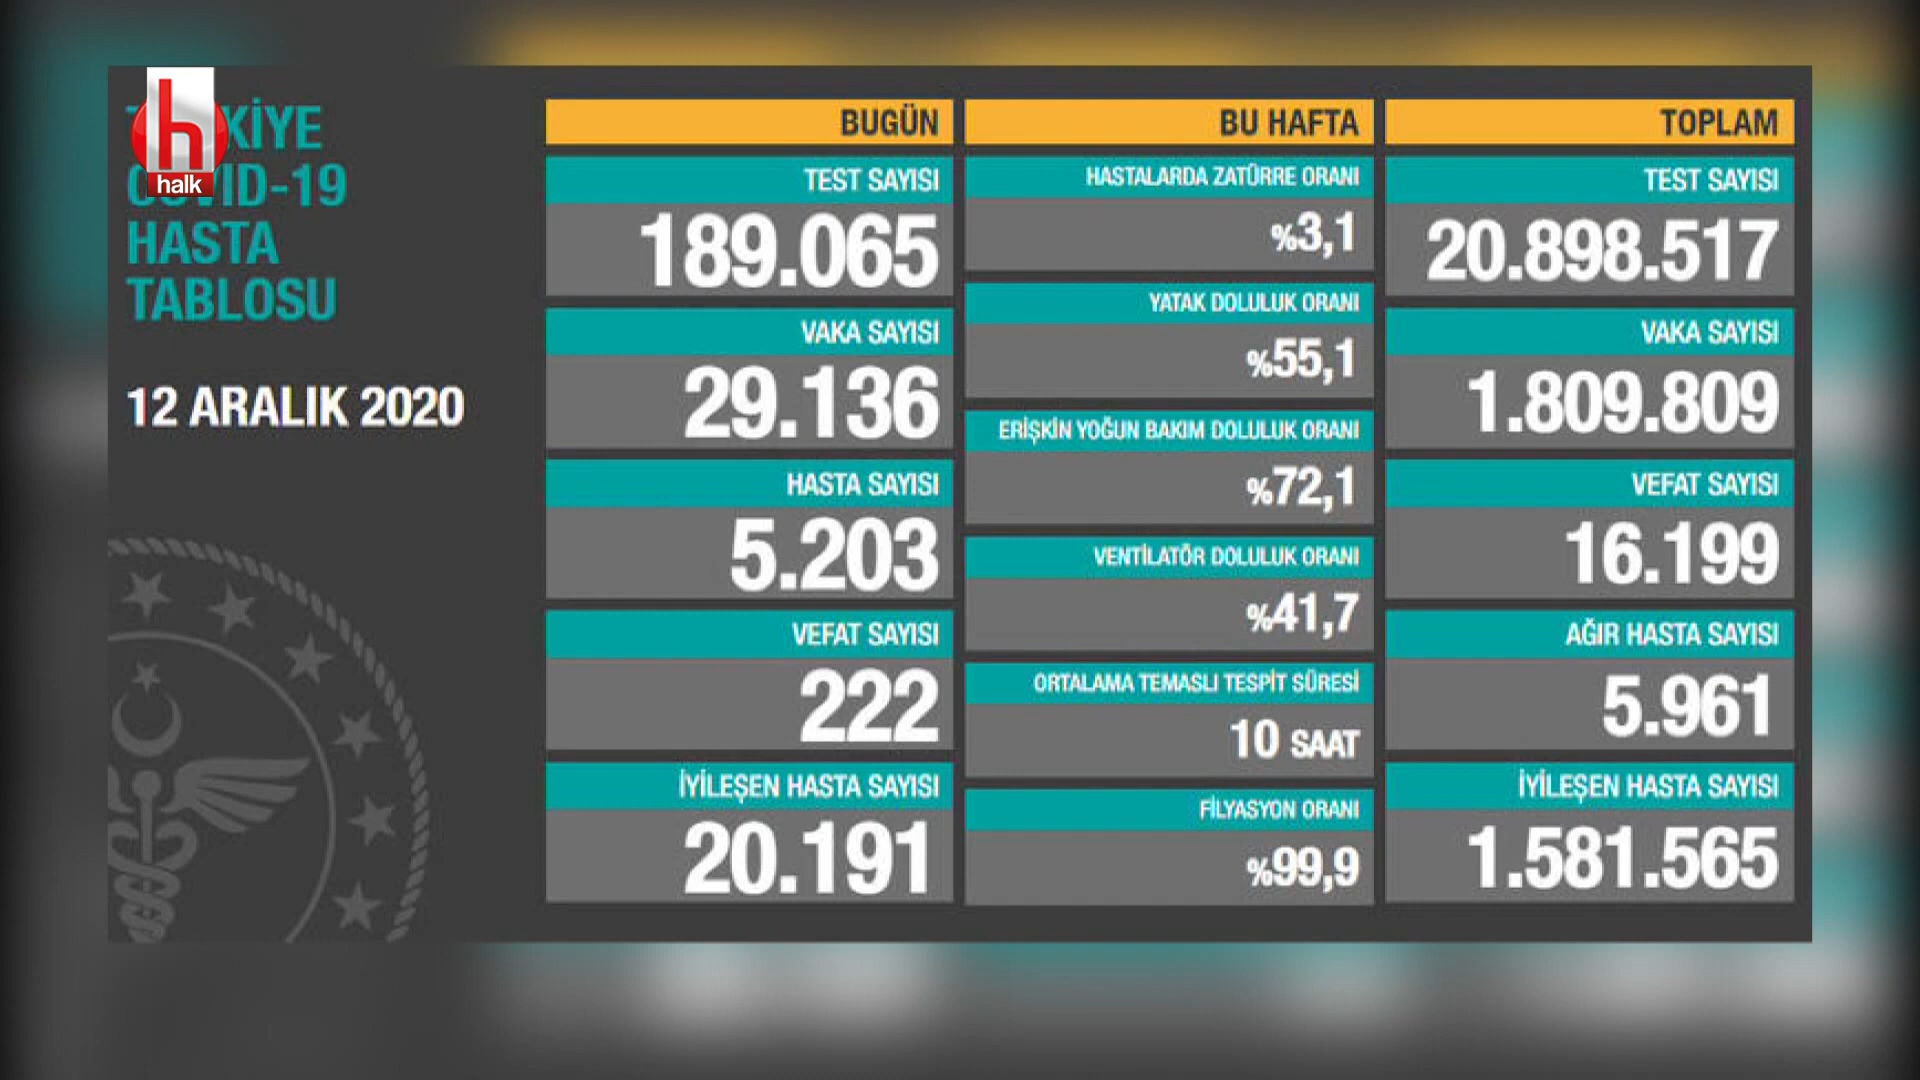 h
halk
COVID-19
HASTA
TABLOSU
12 ARALIK 2020
BUGÜN
TEST SAYISI
189.065
VAKA SAYISI
29.136
HASTA SAYISI
5.203
VEFAT SAYISI
222
İYİLEŞEN HASTA SAYISI
20.191
BU HAFTA
HASTALARDA ZATÜRRE ORANI
%3,1
YATAK DOLULUK ORANI
%55,1
ERİŞKİN YOĞUN BAKIM DOLULUK ORANI
%72,1
VENTİLATÖR DOLULUK ORANI
%41,7
ORTALAMA TEMASLI TESPİT SÜRESİ
10 SAAT
FİLYASYON ORANI
%99,9
TOPLAM
TEST SAYISI
20.898.517
VAKA SAYISI
1.809.809
VEFAT SAYISI
16.199
AĞIR HASTA SAYISI
5.961
İYİLEŞEN HASTA SAYISI
1.581.565